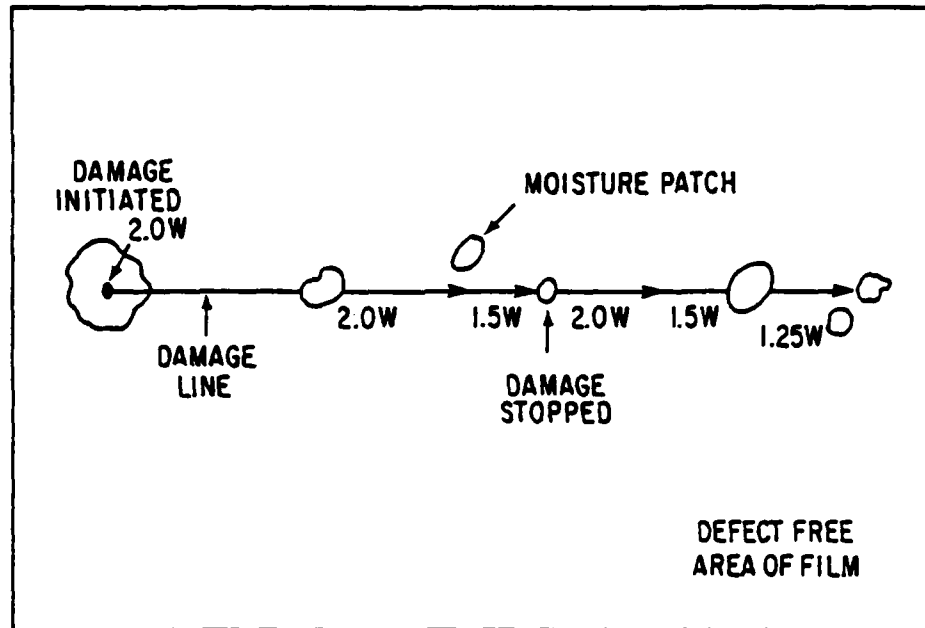 DAMAGE
INITIATED
2.0W
MOISTURE PATCH
2.0W
1.5W
2.0W
1.5W
1.25W
DAMAGE
LINE
DAMAGE
STOPPED
DEFECT FREE
AREA OF FILM